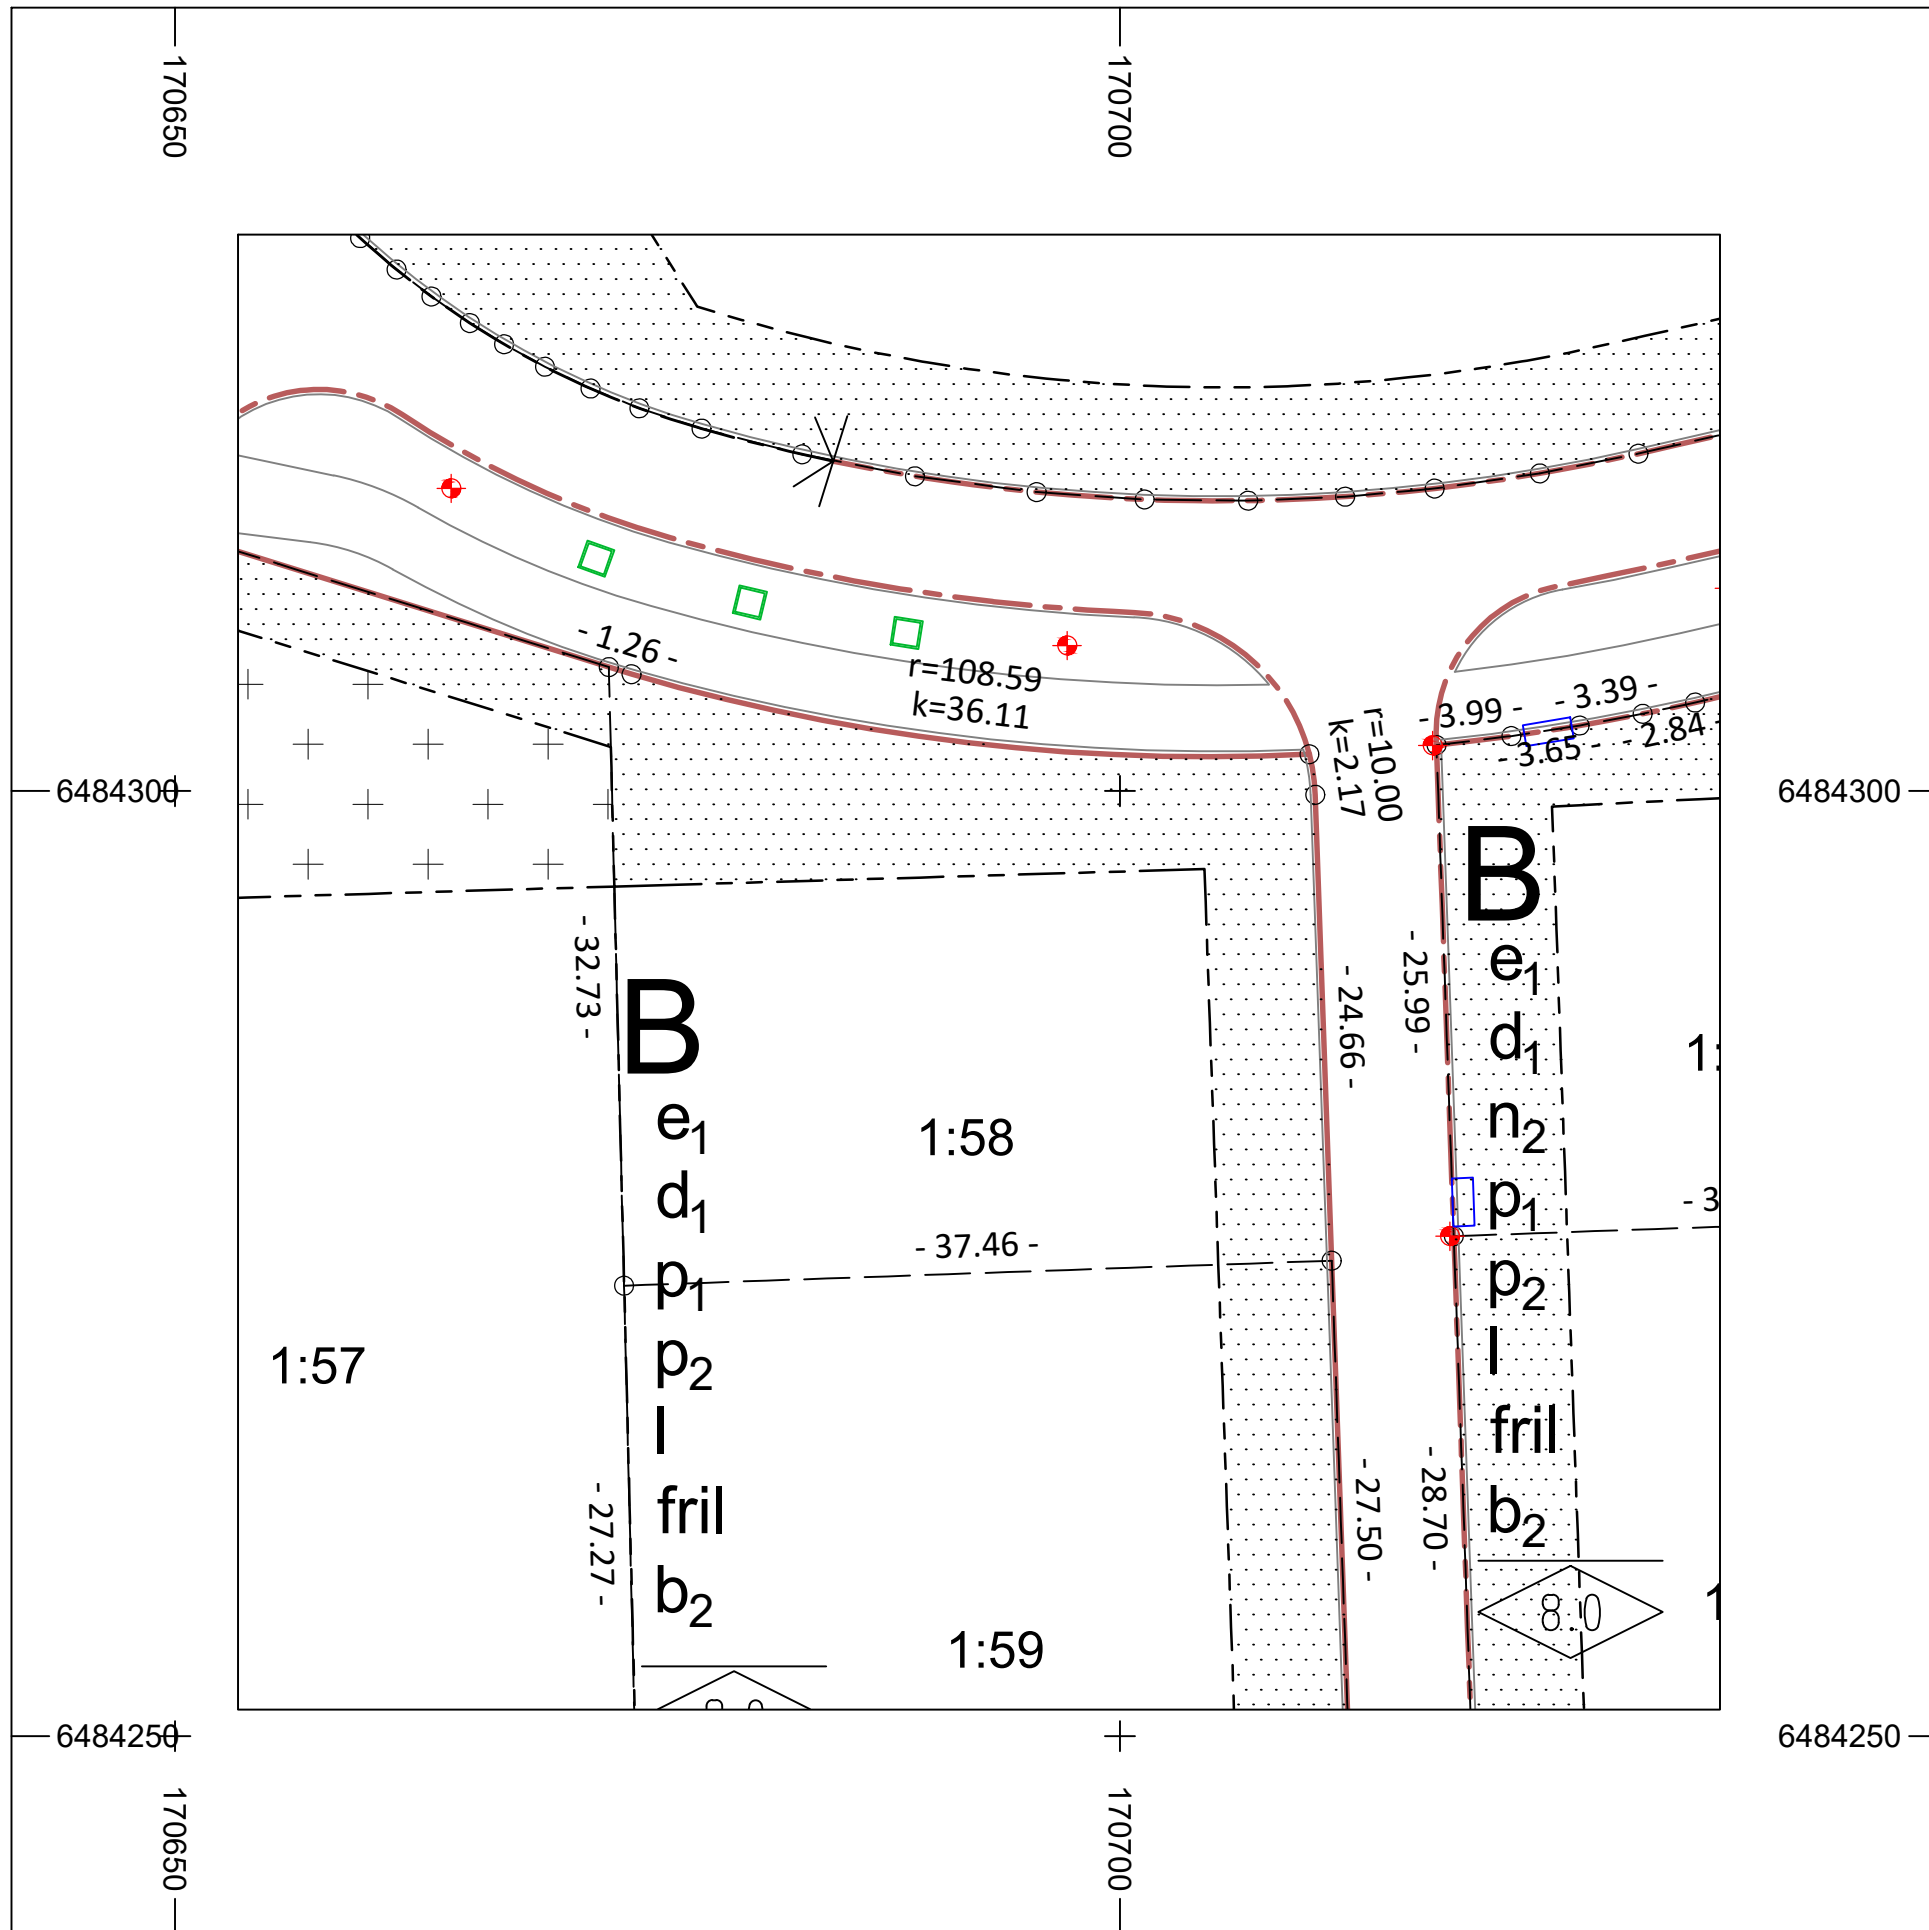 170650
170700
- 1.26 -
r=108.59
k=36.11
r=10.00
k=2.17
- 3.99 -
- 3.39 -
- 3.65 -
- 2.84 -
6484300
6484300
B
e1
d1
n2
p1
p2
I
fril
b2
8.0
- 32.73 -
- 24.66 -
- 25.99 -
B
e1
d1
p1
p2
I
fril
b2
1:58
1:
- 3
- 37.46 -
1:57
- 27.27 -
- 27.50 -
- 28.70 -
1:59
1
6484250
6484250
170650
170700